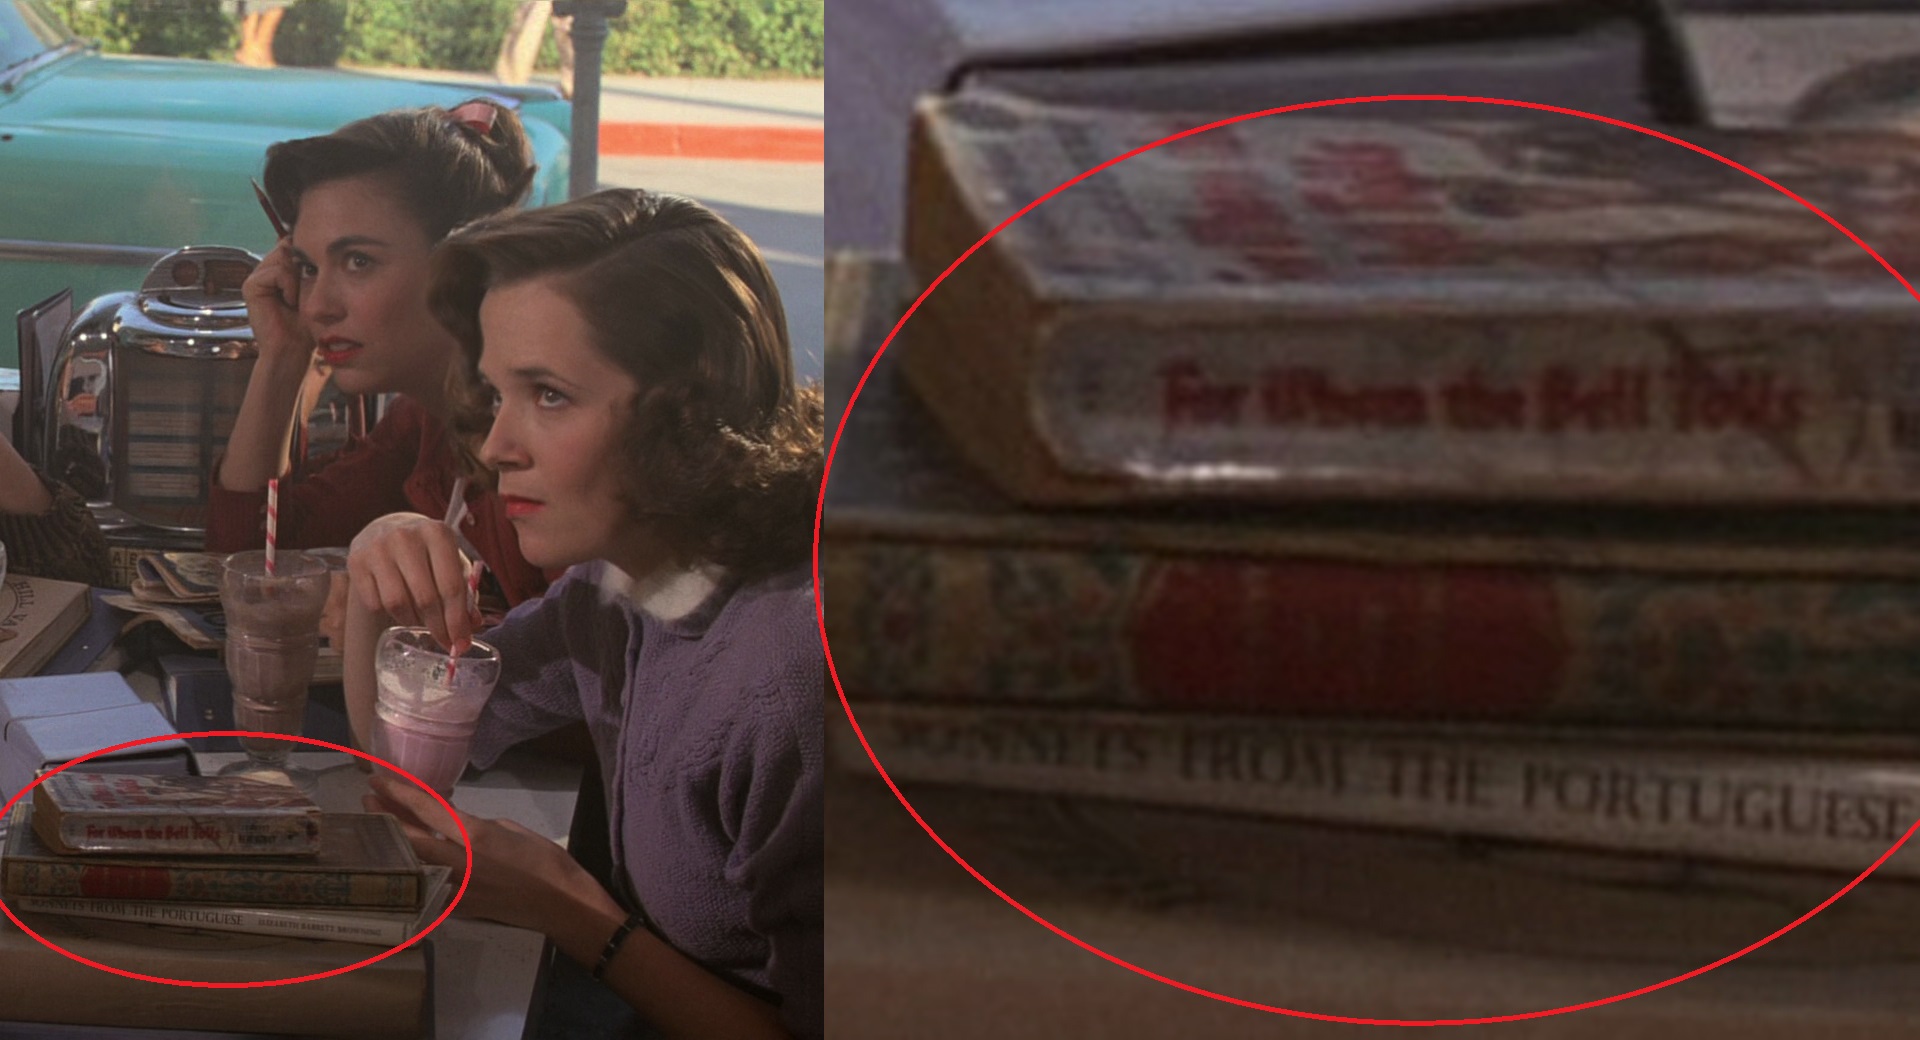 For Whom the Bell Tolls
SONNETS FROM THE PORTUGUESE ELIZABETH BARRETT BROWNING
For Whom the Bell Tolls
SONNETS FROM THE PORTUGUESE